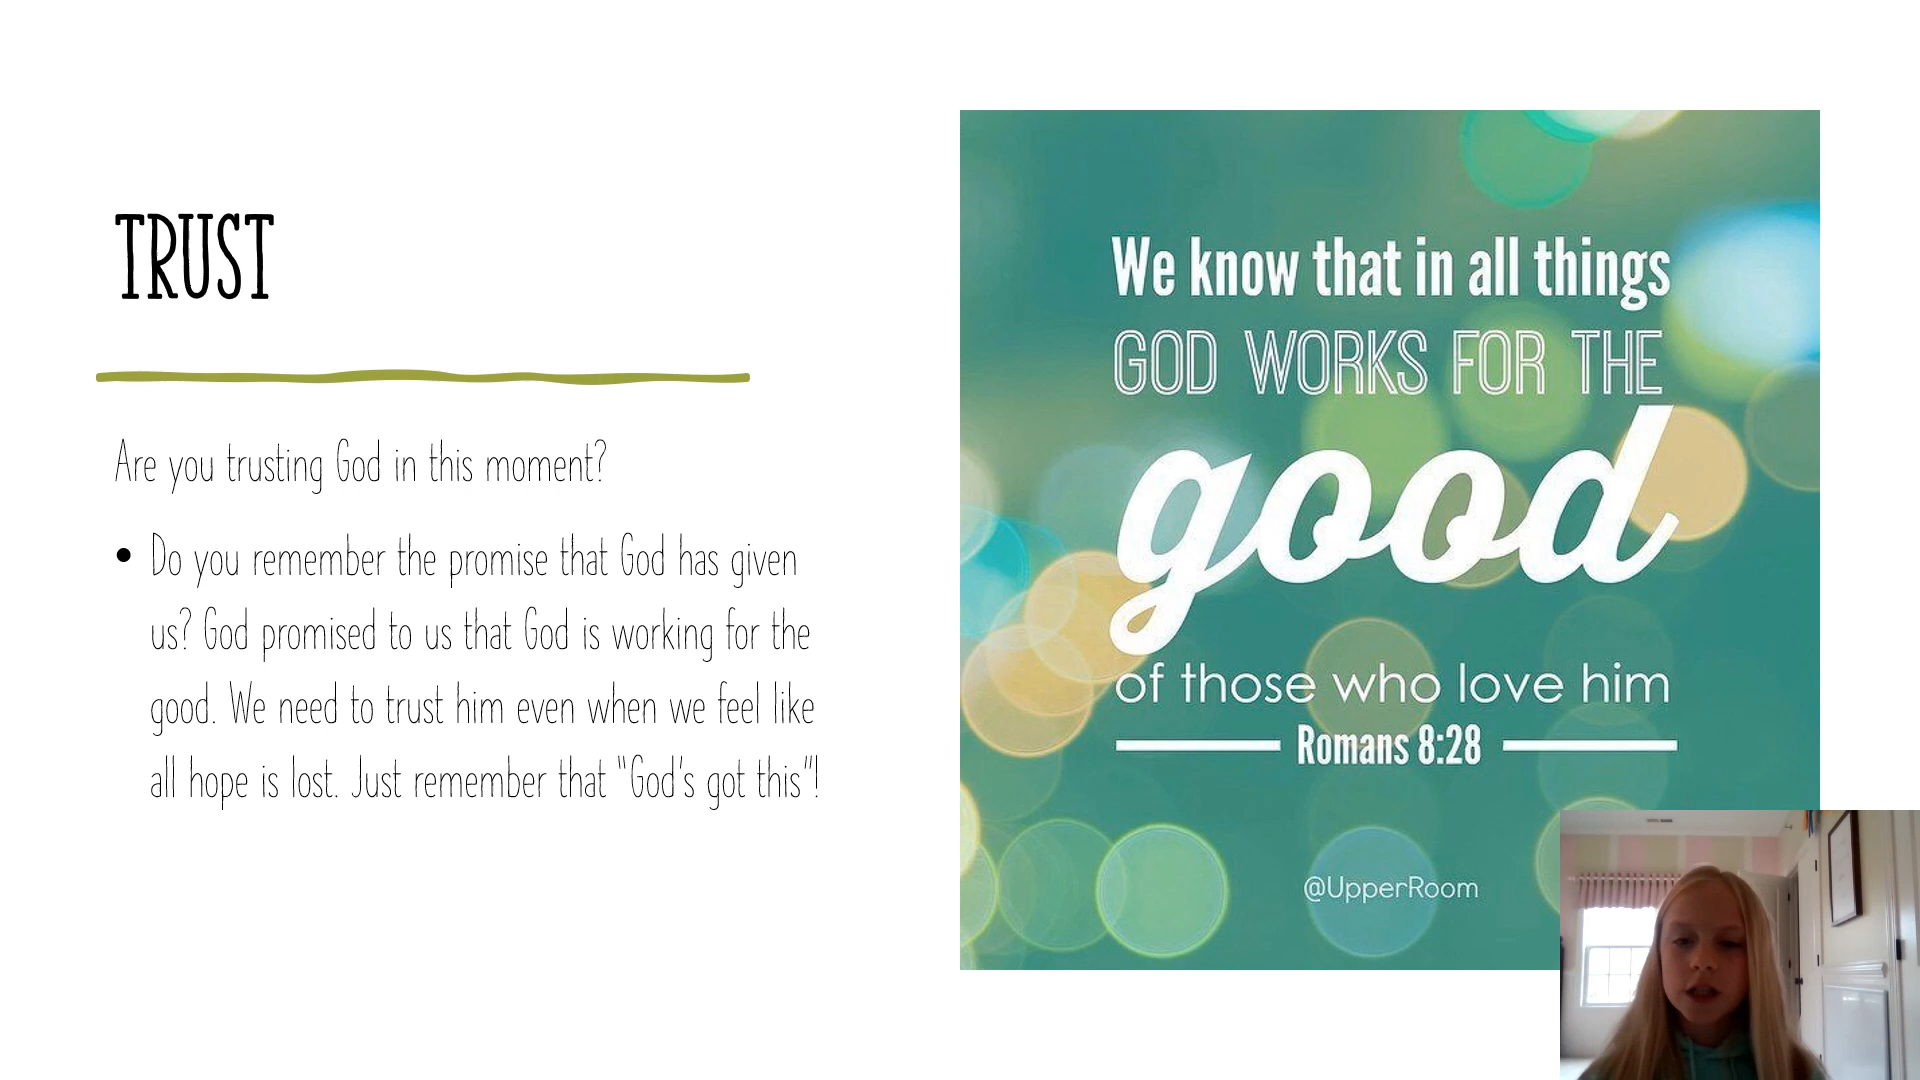 TRUST
Are you trusting God in this moment?
• Do you remember the promise that God has given
us? God promised to us that God is working for the
good. We need to trust him even when we feel like
all hope is lost. Just remember that “God’s got this”!
We know that in all things
GOD WORKS FOR THE
good
of those who love him
Romans 8:28
@UpperRoom